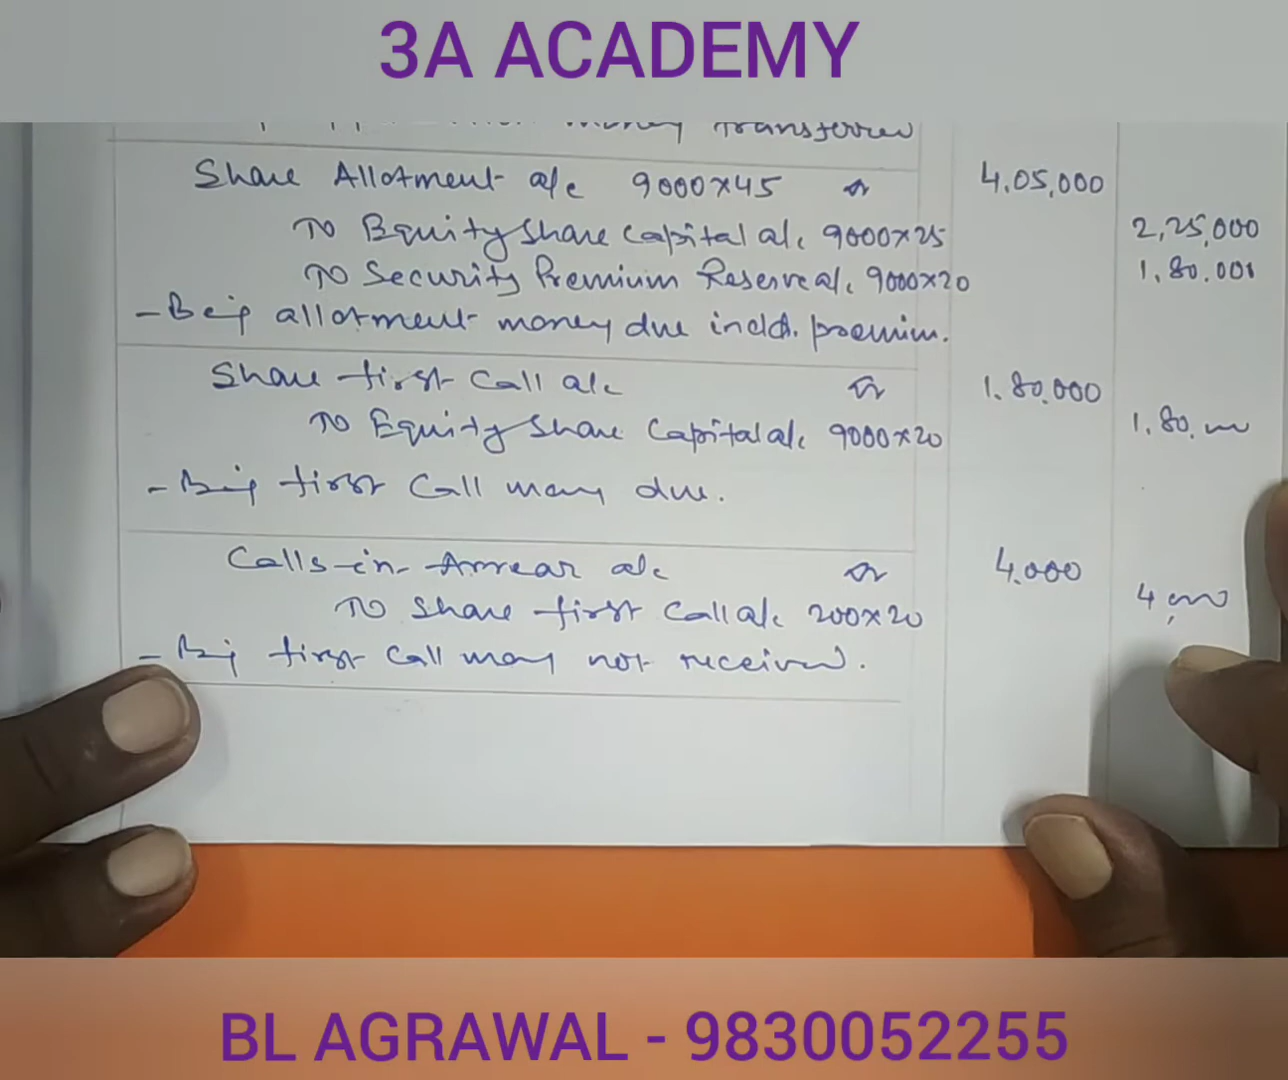 3A ACADEMY
money transferred
Share Allotment a/c 9000×45 Dr 4,05,000
To Equity Share Capital a/c 9000×25 2,25,000
To Security Premium Reserve a/c 9000×20 1,80,000
- Being allotment money due incld. premium.
Share first Call a/c Dr 1,80,000
To Equity Share Capital a/c 9000×20 1,80,000
- Being first Call money due.
Calls-in-Arrear a/c Dr 4,000
To Share first Call a/c 200×20 4,000
- Being first Call money not received.
BL AGRAWAL - 9830052255